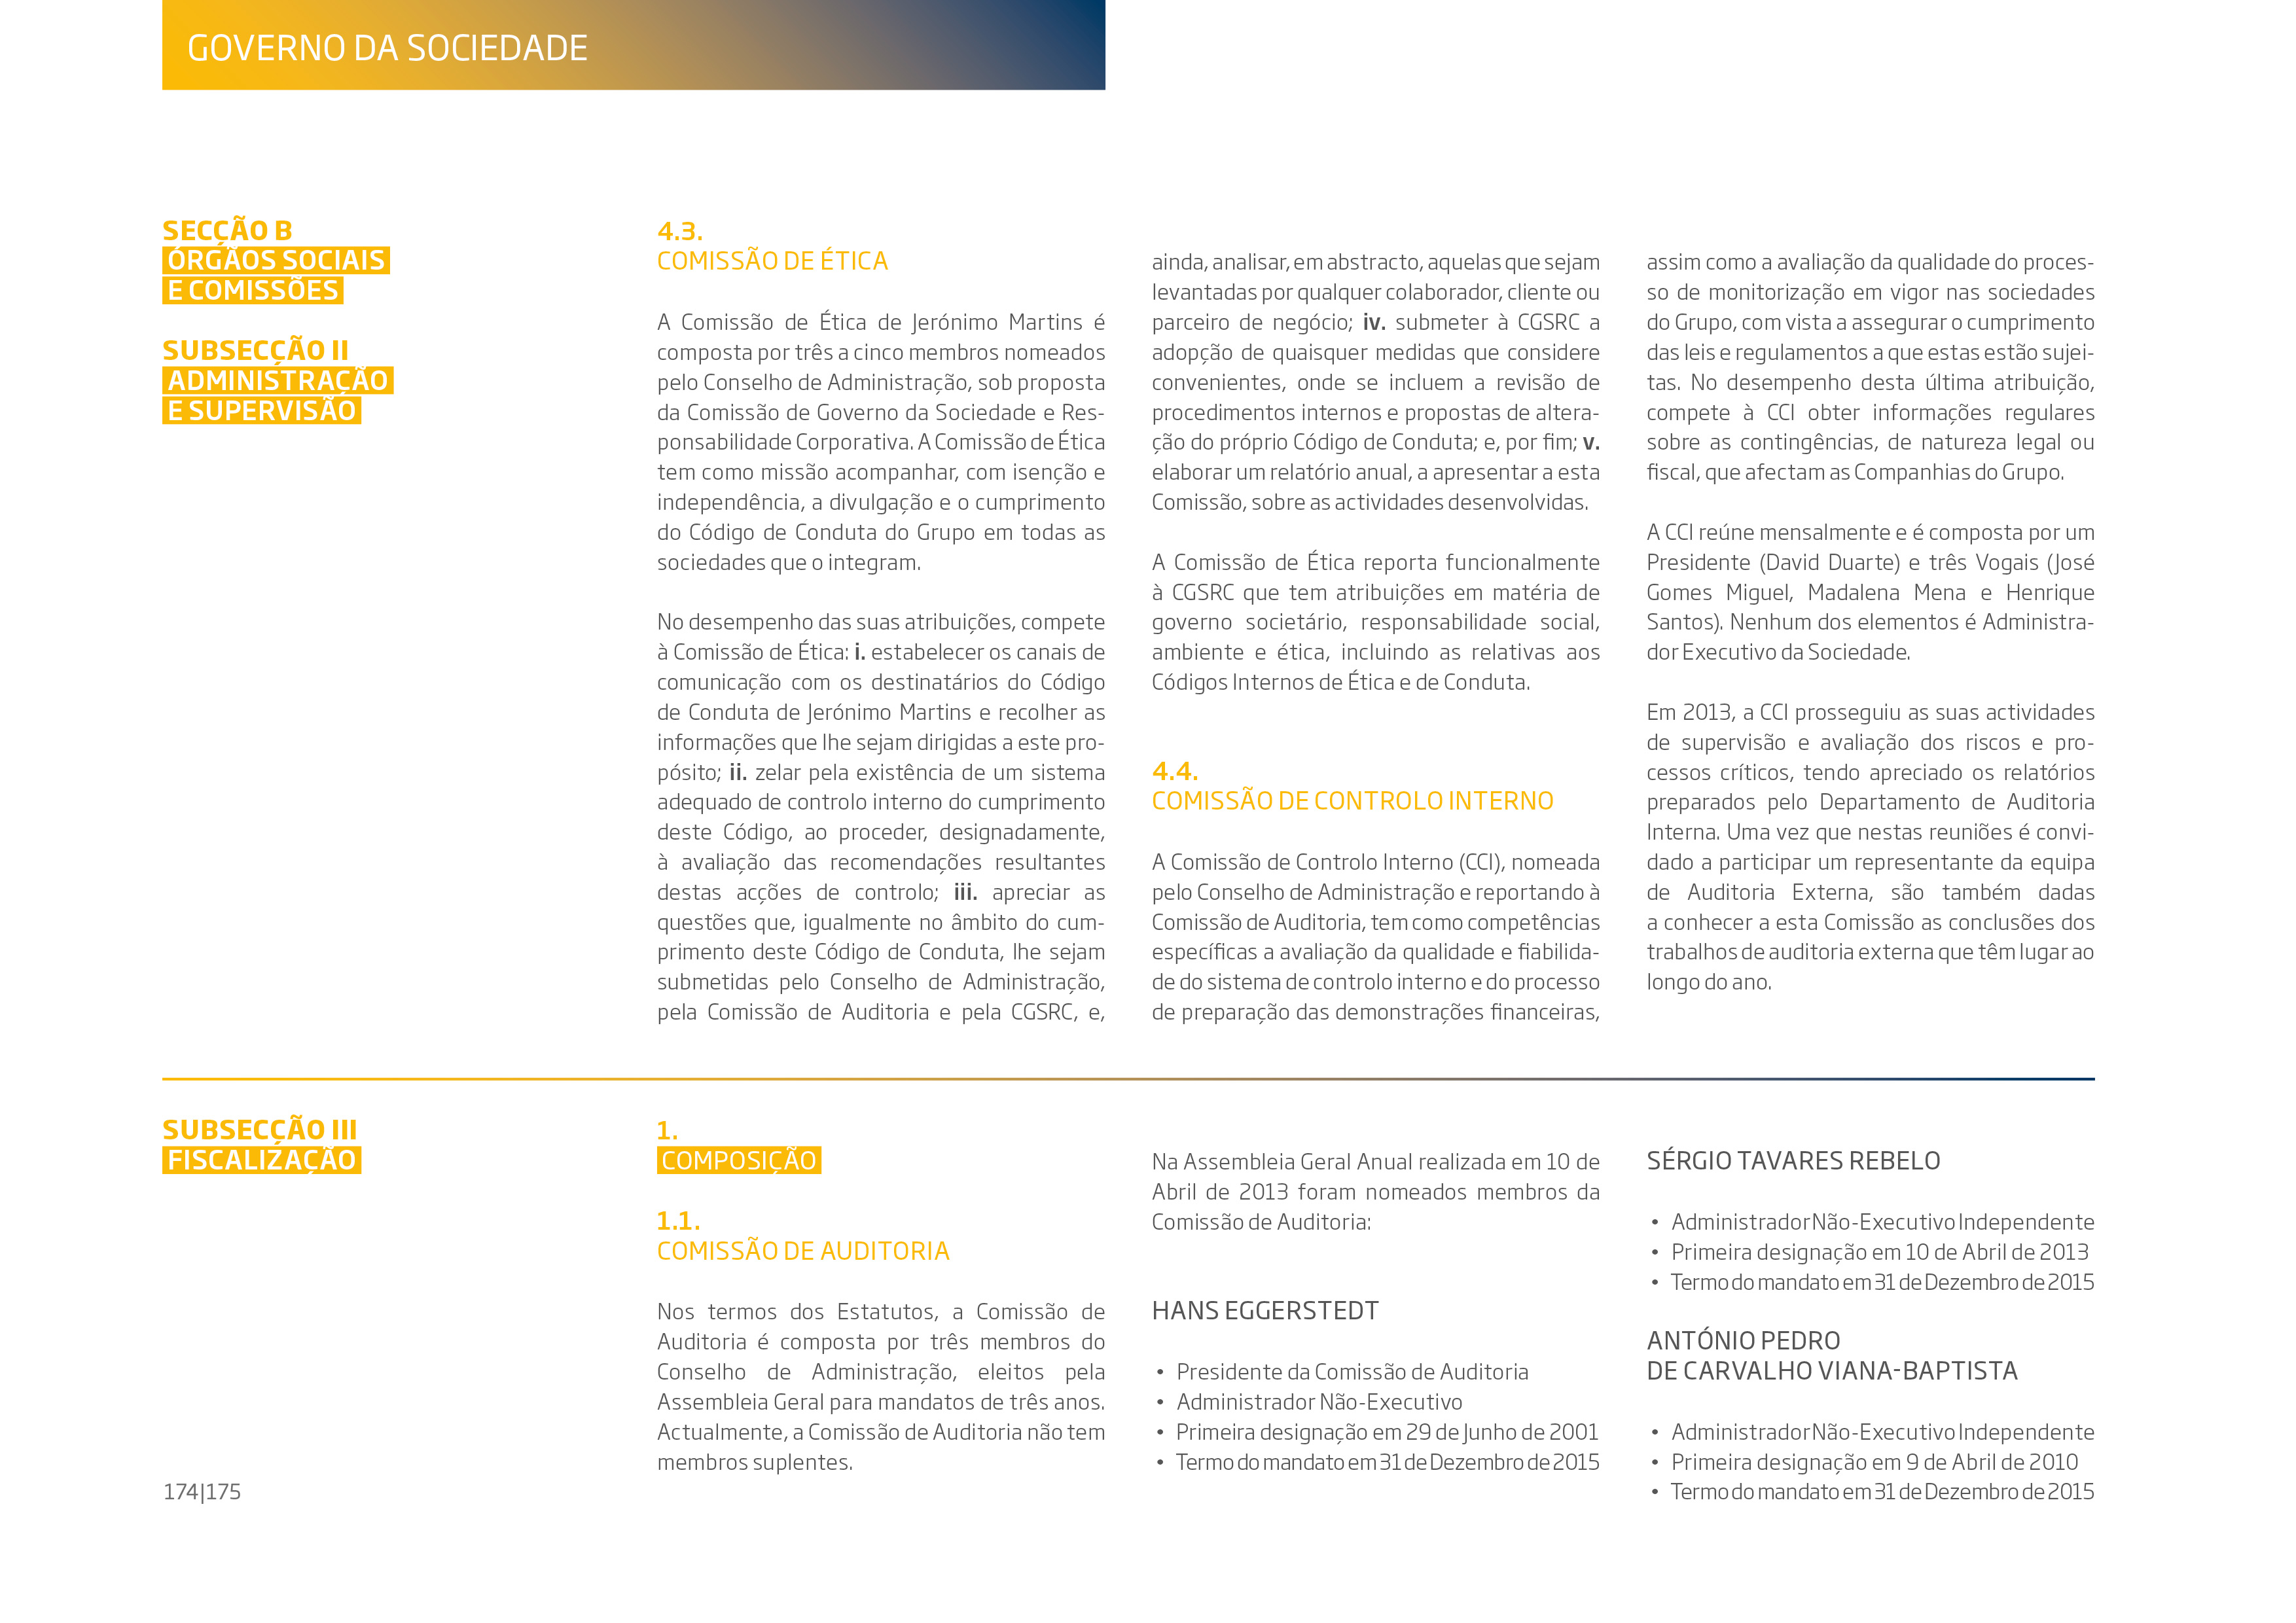 GOVERNO DA SOCIEDADE
SECÇÃO B
ÓRGÃOS SOCIAIS
E COMISSÕES
SUBSECÇÃO II
ADMINISTRAÇÃO
E SUPERVISÃO
4.3.
COMISSÃO DE ÉTICA
A Comissão de Ética de Jerónimo Martins é
composta por três a cinco membros nomeados
pelo Conselho de Administração, sob proposta
da Comissão de Governo da Sociedade e Res-
ponsabilidade Corporativa. A Comissão de Ética
tem como missão acompanhar, com isenção e
independência, a divulgação e o cumprimento
do Código de Conduta do Grupo em todas as
sociedades que o integram.
No desempenho das suas atribuições, compete
à Comissão de Ética: i. estabelecer os canais de
comunicação com os destinatários do Código
de Conduta de Jerónimo Martins e recolher as
informações que lhe sejam dirigidas a este pro-
pósito; ii. zelar pela existência de um sistema
adequado de controlo interno do cumprimento
deste Código, ao proceder, designadamente,
à avaliação das recomendações resultantes
destas acções de controlo; iii. apreciar as
questões que, igualmente no âmbito do cum-
primento deste Código de Conduta, lhe sejam
submetidas pelo Conselho de Administração,
pela Comissão de Auditoria e pela CGSRC, e,
ainda, analisar, em abstracto, aquelas que sejam
levantadas por qualquer colaborador, cliente ou
parceiro de negócio; iv. submeter à CGSRC a
adopção de quaisquer medidas que considere
convenientes, onde se incluem a revisão de
procedimentos internos e propostas de altera-
ção do próprio Código de Conduta; e, por fim; v.
elaborar um relatório anual, a apresentar a esta
Comissão, sobre as actividades desenvolvidas.
A Comissão de Ética reporta funcionalmente
à CGSRC que tem atribuições em matéria de
governo societário, responsabilidade social,
ambiente e ética, incluindo as relativas aos
Códigos Internos de Ética e de Conduta.
4.4.
COMISSÃO DE CONTROLO INTERNO
A Comissão de Controlo Interno (CCI), nomeada
pelo Conselho de Administração e reportando à
Comissão de Auditoria, tem como competências
específicas a avaliação da qualidade e fiabilida-
de do sistema de controlo interno e do processo
de preparação das demonstrações financeiras,
assim como a avaliação da qualidade do proces-
so de monitorização em vigor nas sociedades
do Grupo, com vista a assegurar o cumprimento
das leis e regulamentos a que estas estão sujei-
tas. No desempenho desta última atribuição,
compete à CCI obter informações regulares
sobre as contingências, de natureza legal ou
fiscal, que afectam as Companhias do Grupo.
A CCI reúne mensalmente e é composta por um
Presidente (David Duarte) e três Vogais (José
Gomes Miguel, Madalena Mena e Henrique
Santos). Nenhum dos elementos é Administra-
dor Executivo da Sociedade.
Em 2013, a CCI prosseguiu as suas actividades
de supervisão e avaliação dos riscos e pro-
cessos críticos, tendo apreciado os relatórios
preparados pelo Departamento de Auditoria
Interna. Uma vez que nestas reuniões é convi-
dado a participar um representante da equipa
de Auditoria Externa, são também dadas
a conhecer a esta Comissão as conclusões dos
trabalhos de auditoria externa que têm lugar ao
longo do ano.
SUBSECÇÃO III
FISCALIZAÇÃO
1.
COMPOSIÇÃO
1.1.
COMISSÃO DE AUDITORIA
Nos termos dos Estatutos, a Comissão de
Auditoria é composta por três membros do
Conselho de Administração, eleitos pela
Assembleia Geral para mandatos de três anos.
Actualmente, a Comissão de Auditoria não tem
membros suplentes.
Na Assembleia Geral Anual realizada em 10 de
Abril de 2013 foram nomeados membros da
Comissão de Auditoria:
HANS EGGERSTEDT
• Presidente da Comissão de Auditoria
• Administrador Não-Executivo
• Primeira designação em 29 de Junho de 2001
• Termo do mandato em 31 de Dezembro de 2015
SÉRGIO TAVARES REBELO
• Administrador Não-Executivo Independente
• Primeira designação em 10 de Abril de 2013
• Termo do mandato em 31 de Dezembro de 2015
ANTÓNIO PEDRO
DE CARVALHO VIANA-BAPTISTA
• Administrador Não-Executivo Independente
• Primeira designação em 9 de Abril de 2010
• Termo do mandato em 31 de Dezembro de 2015
174|175